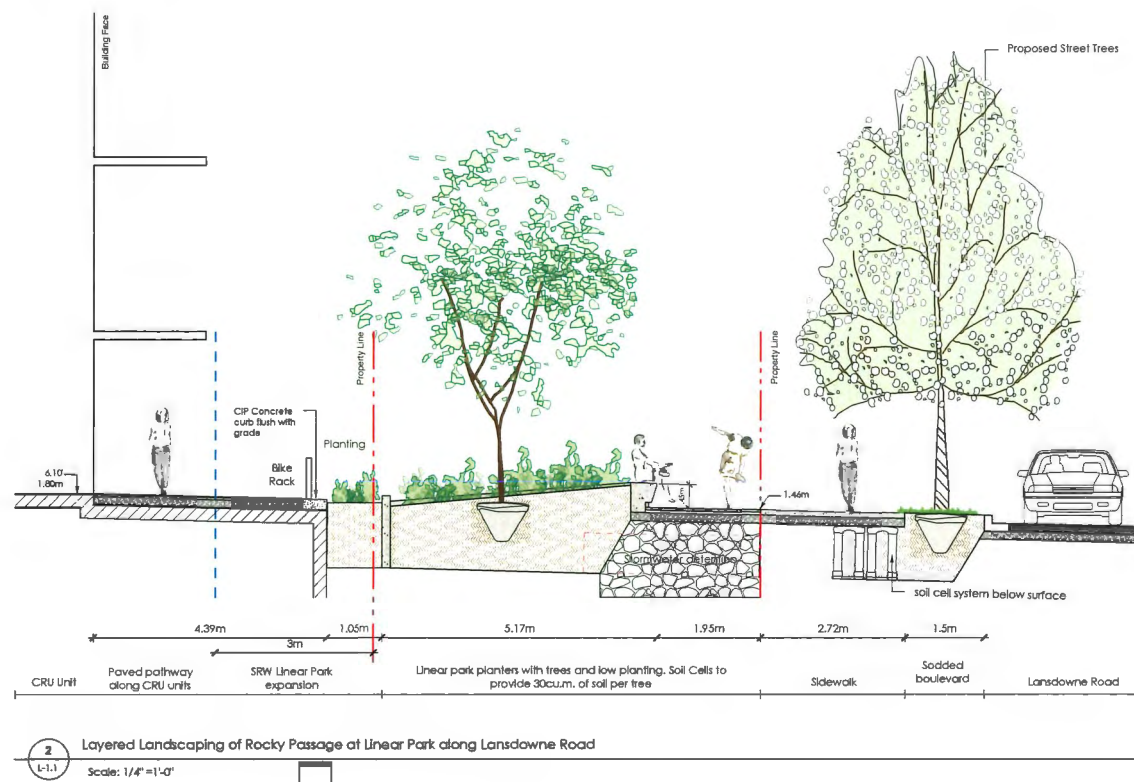 Building Face
Proposed Street Trees
Property Line
Property Line
CIP Concrete
curb flush with
grade
Planting
Bike
Rack
6.10'
1.80m
.45m
1.46m
Stormwater detention
soil cell system below surface
4.39m
1.05m
5.17m
1.95m
2.72m
1.5m
3m
CRU Unit
Paved pathway
along CRU units
SRW Linear Park
expansion
Linear park planters with trees and low planting. Soil Cells to
provide 30cu.m. of soil per tree
Sidewalk
Sodded
boulevard
Lansdowne Road
2
L-1.1
Layered Landscaping of Rocky Passage at Linear Park along Lansdowne Road
Scale: 1/4"=1'-0"